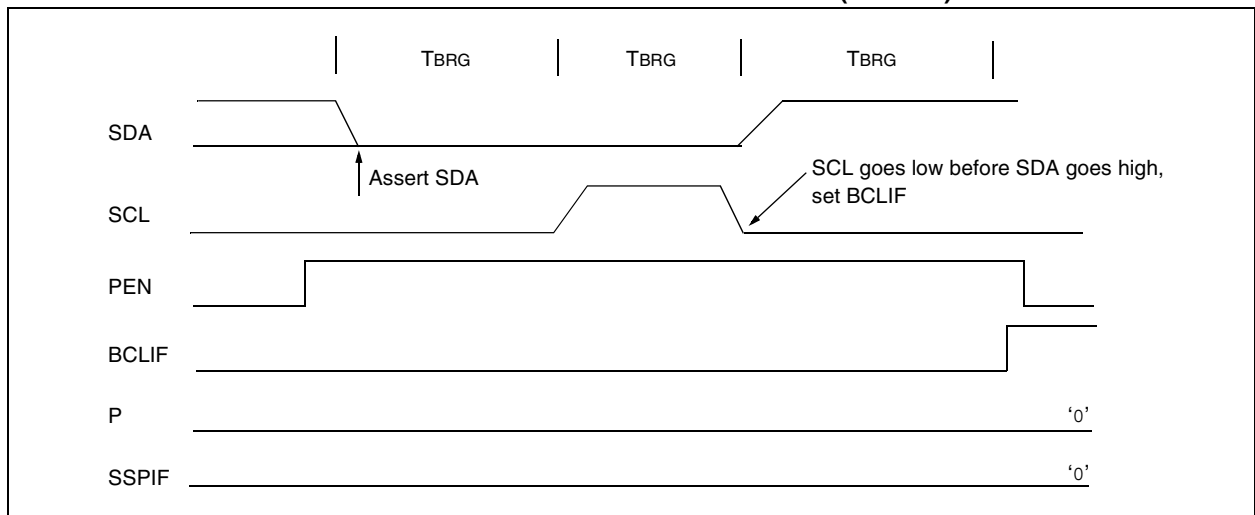 TBRG TBRG TBRG
SDA
Assert SDA
SCL goes low before SDA goes high,
set BCLIF
SCL
PEN
BCLIF
P '0'
SSPIF '0'